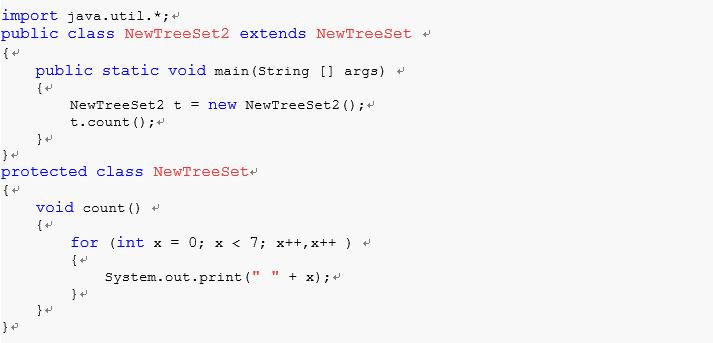 import java.util.*;↵
public class NewTreeSet2 extends NewTreeSet ↵
{↵
    public static void main(String [] args) ↵
    {↵
        NewTreeSet2 t = new NewTreeSet2();↵
        t.count();↵
    }↵
}↵
protected class NewTreeSet↵
{↵
    void count() ↵
    {↵
        for (int x = 0; x < 7; x++,x++ ) ↵
        {↵
            System.out.print(" " + x);↵
        }↵
    }↵
}↵